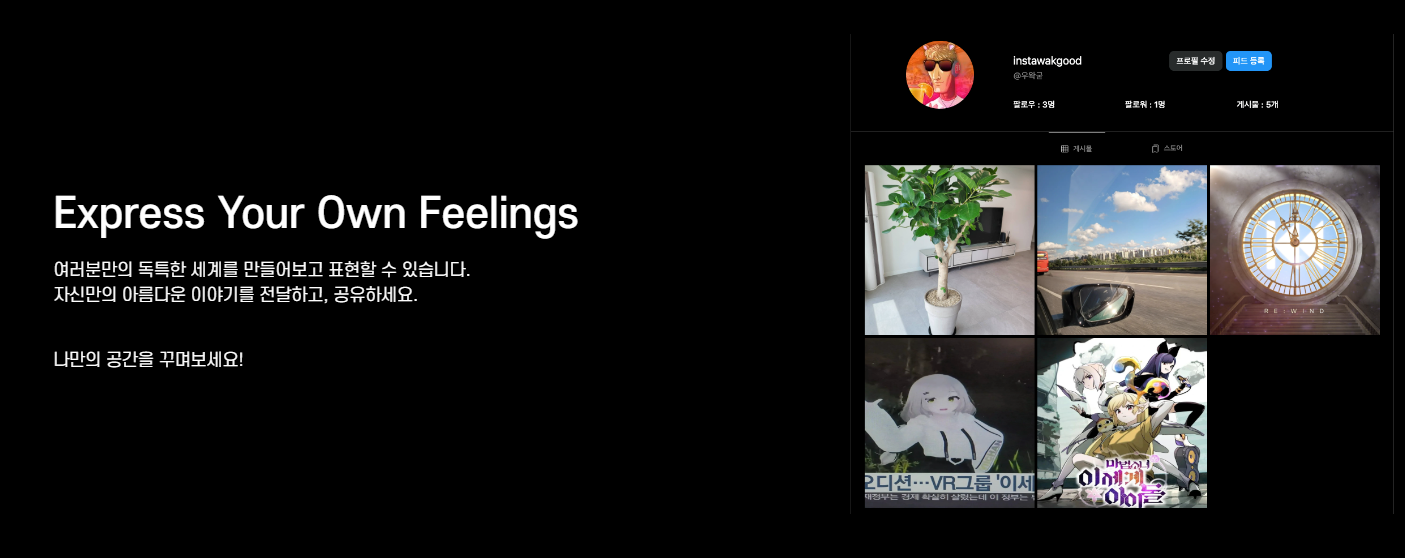 Express Your Own Feelings
여러분만의 독특한 세계를 만들어보고 표현할 수 있습니다.
자신만의 아름다운 이야기를 전달하고, 공유하세요.
나만의 공간을 꾸며보세요!
instawakgood
프로필 수정
피드 등록
@우왁굳
팔로우 : 3명
팔로워 : 1명
게시물 : 5개
게시물
스토어
RE:WIND
오디션…VR그룹 '이세
마법소녀
이세계
아이돌